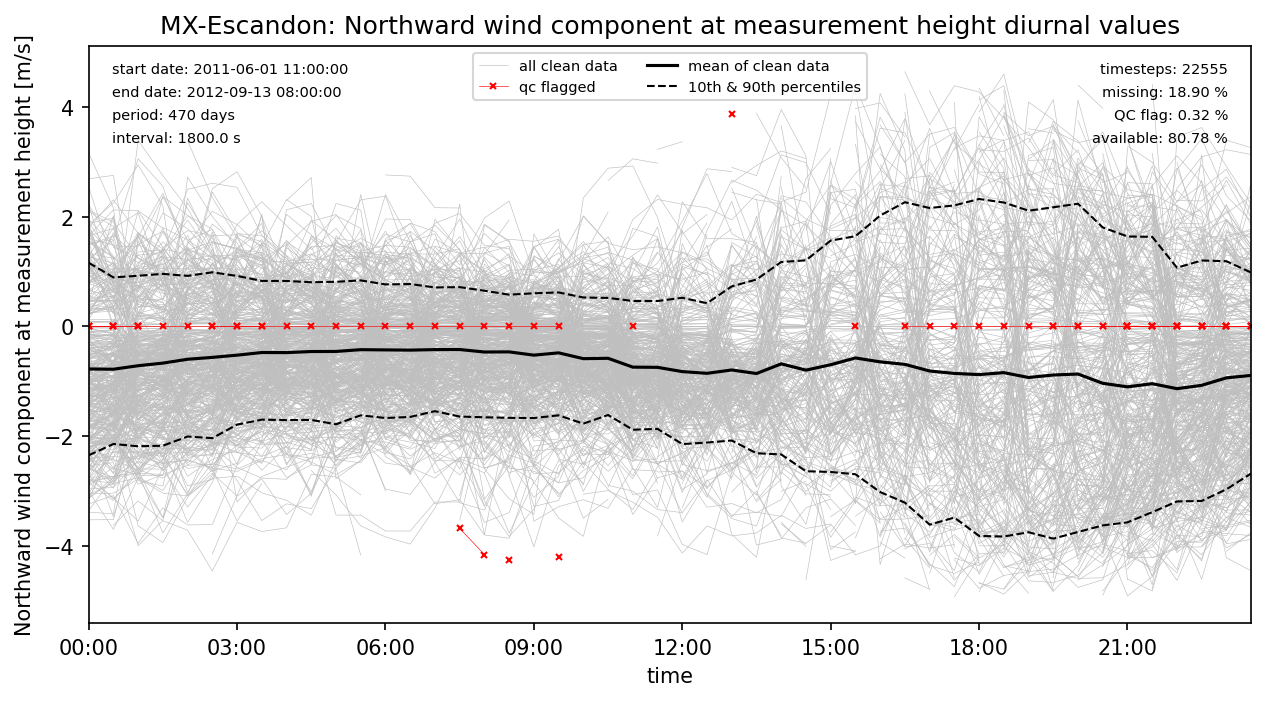 MX-Escandon: Northward wind component at measurement height diurnal values
start date: 2011-06-01 11:00:00
end date: 2012-09-13 08:00:00
period: 470 days
interval: 1800.0 s
all clean data
qc flagged
mean of clean data
10th & 90th percentiles
timesteps: 22555
missing: 18.90 %
QC flag: 0.32 %
available: 80.78 %
Northward wind component at measurement height [m/s]
4
2
0
−2
−4
00:00 03:00 06:00 09:00 12:00 15:00 18:00 21:00
time